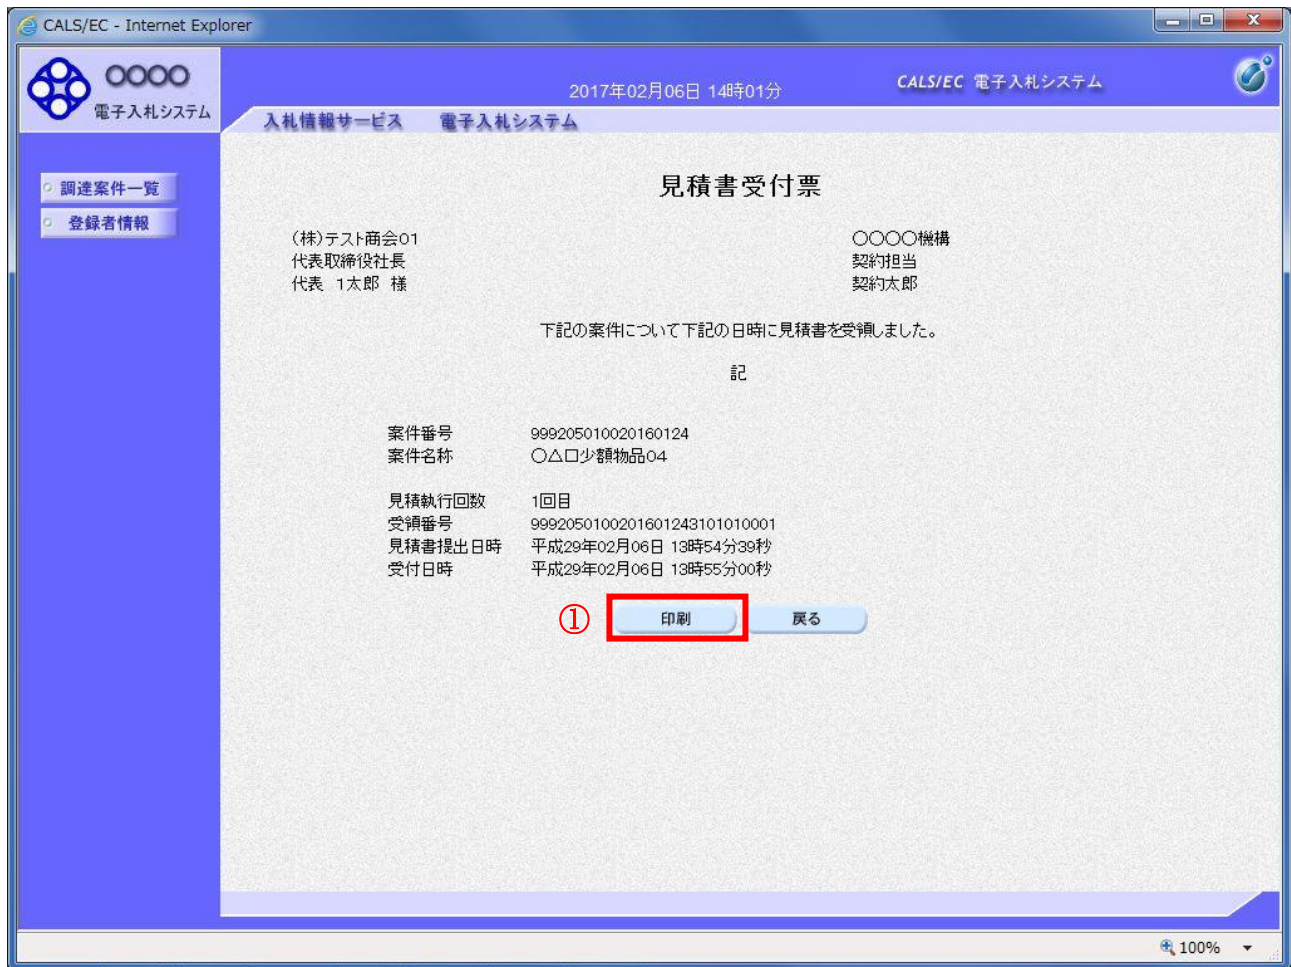 CALS/EC - Internet Explorer
○○○○
電子入札システム
2017年02月06日 14時01分
CALS/EC 電子入札システム
入札情報サービス 電子入札システム
調達案件一覧
登録者情報
見積書受付票
(株)テスト商会01
代表取締役社長
代表 1太郎 様
○○○○機構
契約担当
契約太郎
下記の案件について下記の日時に見積書を受領しました。
記
案件番号 999205010020160124
案件名称 ○△口少額物品04
見積執行回数 1回目
受領番号 9992050100201601243101010001
見積書提出日時 平成29年02月06日 13時54分39秒
受付日時 平成29年02月06日 13時55分00秒
① 印刷 戻る
100%